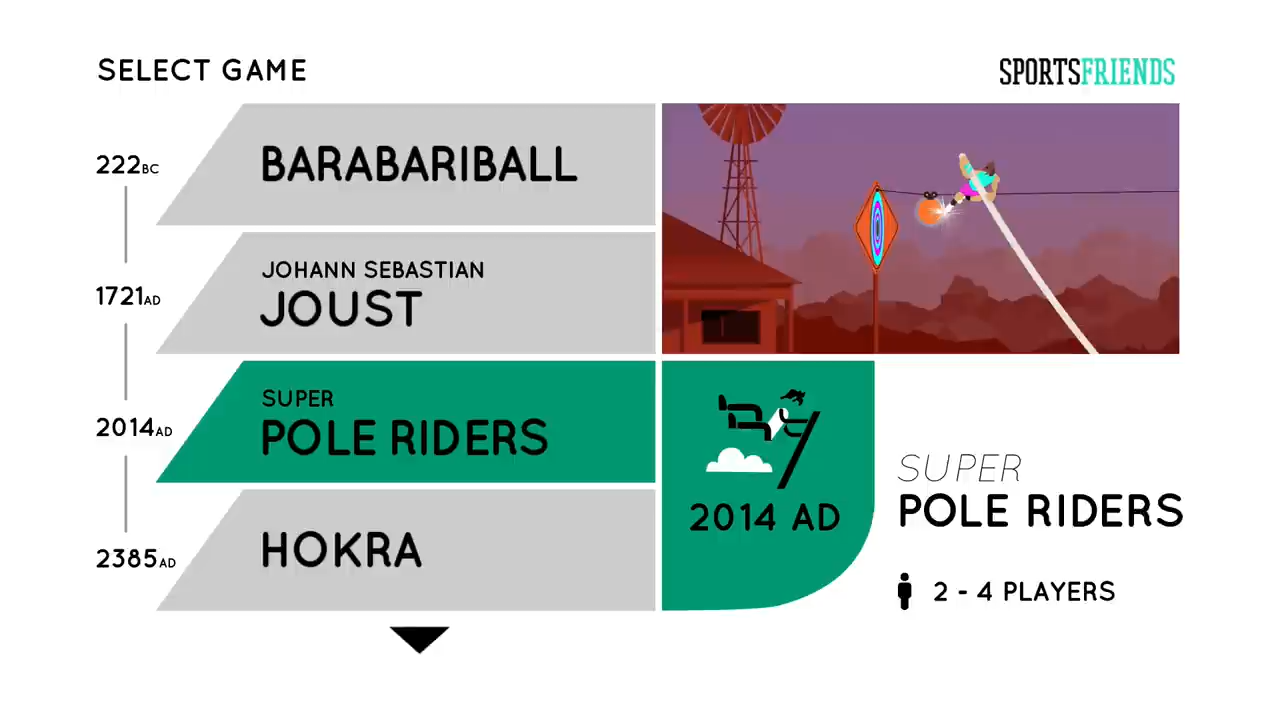 SELECT GAME
SPORTSFRIENDS
222BC
BARABARIBALL
1721AD
JOHANN SEBASTIAN
JOUST
2014AD
SUPER
POLE RIDERS
2385AD
HOKRA
2014 AD
SUPER
POLE RIDERS
2 - 4 PLAYERS